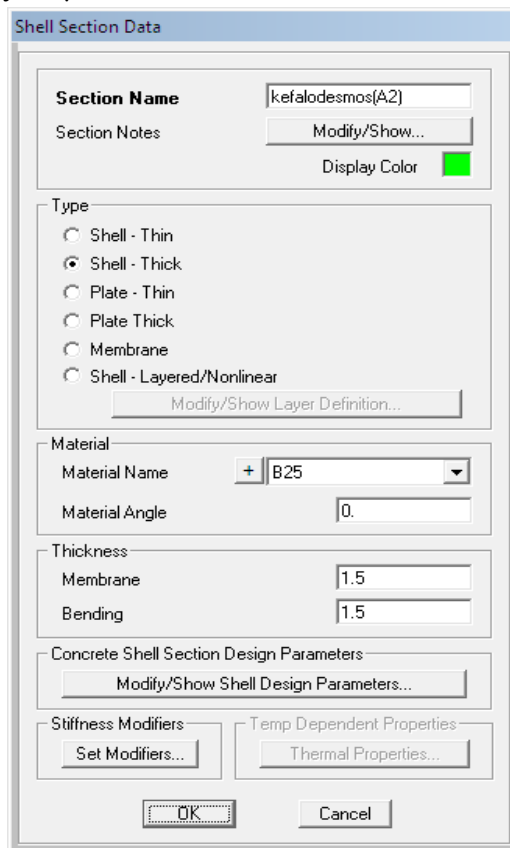 Shell Section Data
Section Name kefalodesmos(A2)
Section Notes Modify/Show...
Display Color
Type
Shell - Thin
Shell - Thick
Plate - Thin
Plate Thick
Membrane
Shell - Layered/Nonlinear
Modify/Show Layer Definition...
Material
Material Name + B25
Material Angle 0.
Thickness
Membrane 1.5
Bending 1.5
Concrete Shell Section Design Parameters
Modify/Show Shell Design Parameters...
Stiffness Modifiers Temp Dependent Properties
Set Modifiers... Thermal Properties...
OK Cancel